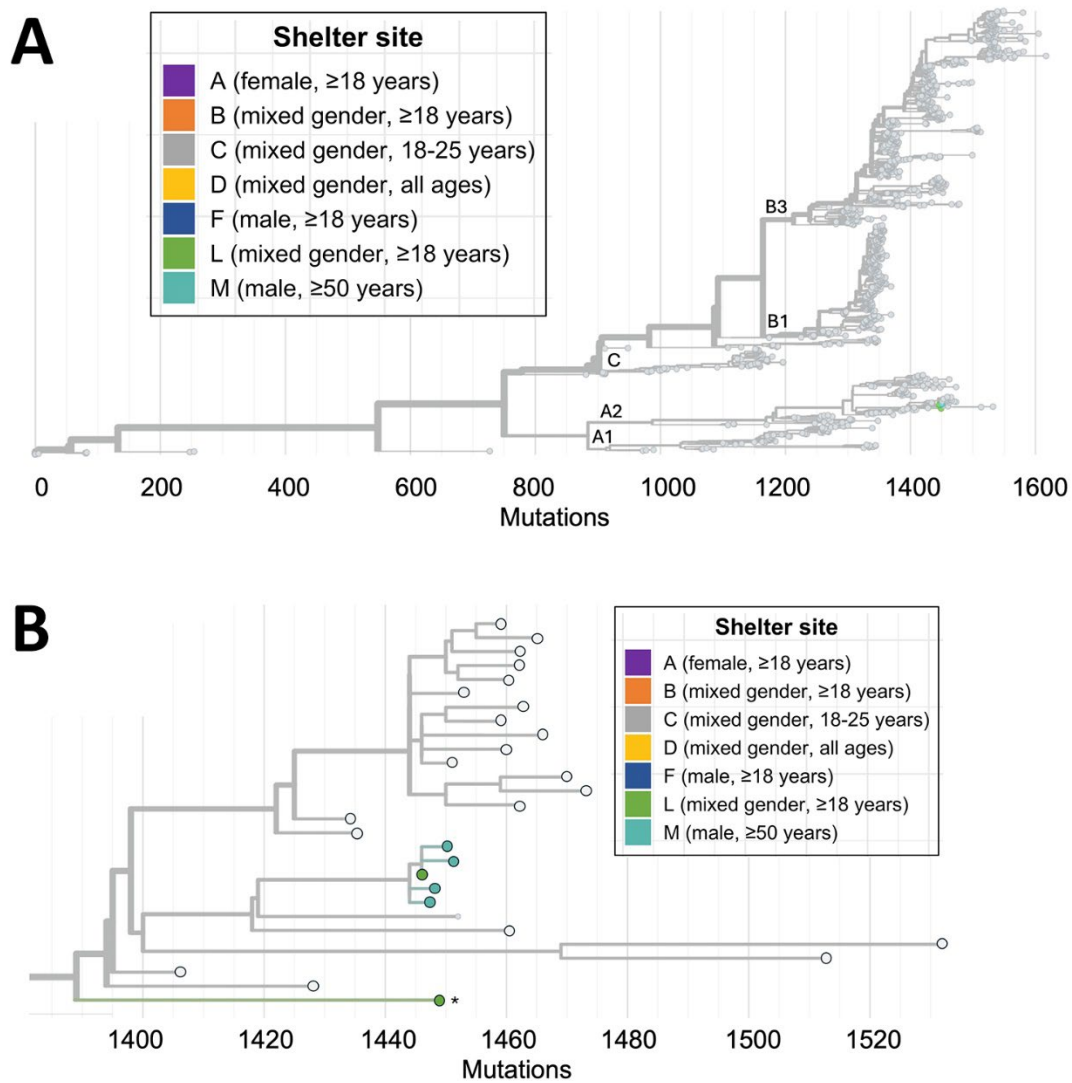 A
Shelter site
A (female, ≥18 years)
B (mixed gender, ≥18 years)
C (mixed gender, 18-25 years)
D (mixed gender, all ages)
F (male, ≥18 years)
L (mixed gender, ≥18 years)
M (male, ≥50 years)
B3
B1
C
A2
A1
0 200 400 600 800 1000 1200 1400 1600
Mutations
B
Shelter site
A (female, ≥18 years)
B (mixed gender, ≥18 years)
C (mixed gender, 18-25 years)
D (mixed gender, all ages)
F (male, ≥18 years)
L (mixed gender, ≥18 years)
M (male, ≥50 years)
*
1400 1420 1440 1460 1480 1500 1520
Mutations